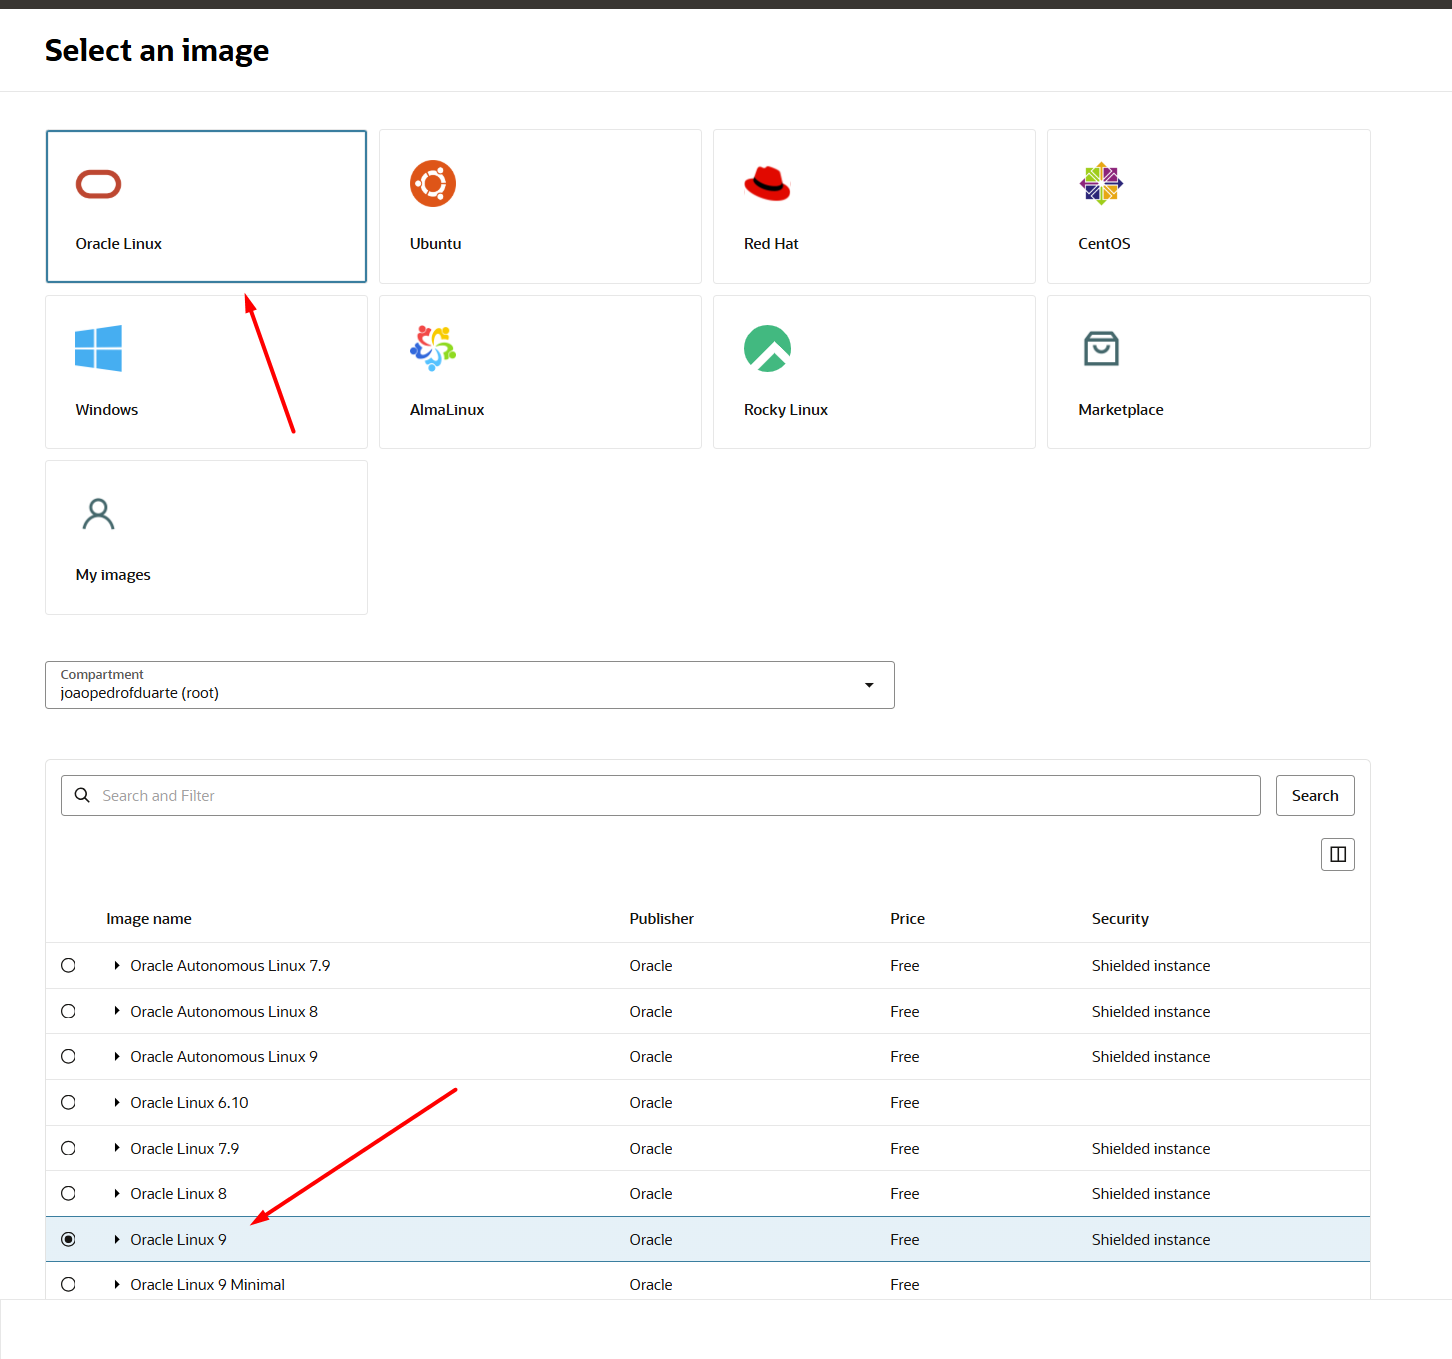 Select an image
Oracle Linux
Ubuntu
Red Hat
CentOS
Windows
AlmaLinux
Rocky Linux
Marketplace
My images
Compartment
joaopedrofduarte (root)
Search and Filter
Search
Image name Publisher Price Security
Oracle Autonomous Linux 7.9 Oracle Free Shielded instance
Oracle Autonomous Linux 8 Oracle Free Shielded instance
Oracle Autonomous Linux 9 Oracle Free Shielded instance
Oracle Linux 6.10 Oracle Free
Oracle Linux 7.9 Oracle Free Shielded instance
Oracle Linux 8 Oracle Free Shielded instance
Oracle Linux 9 Oracle Free Shielded instance
Oracle Linux 9 Minimal Oracle Free